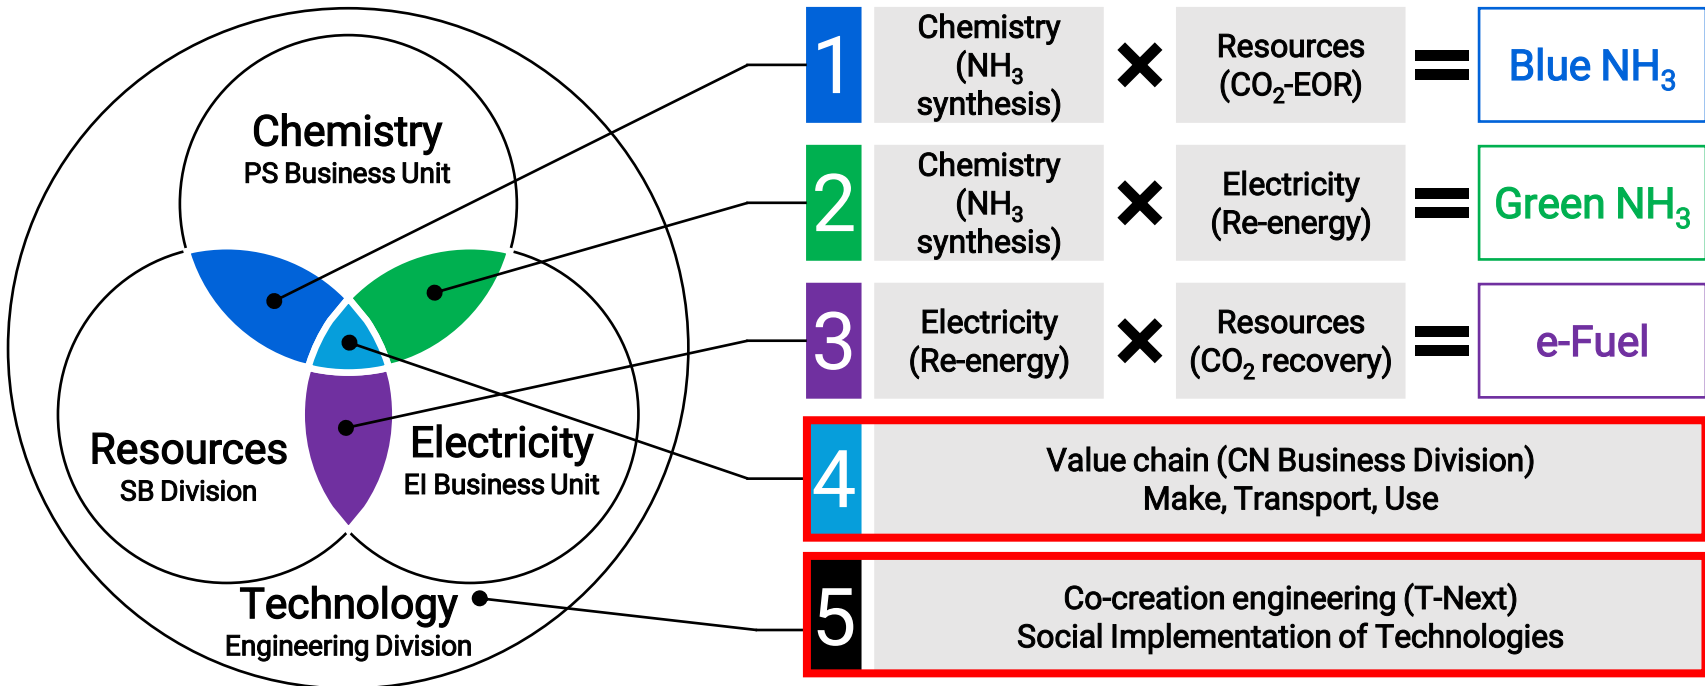 Chemistry
PS Business Unit
Resources
SB Division
Electricity
EI Business Unit
Technology
Engineering Division
1
Chemistry
(NH₃
synthesis)
×
Resources
(CO₂-EOR)
=
Blue NH₃
2
Chemistry
(NH₃
synthesis)
×
Electricity
(Re-energy)
=
Green NH₃
3
Electricity
(Re-energy)
×
Resources
(CO₂ recovery)
=
e-Fuel
4
Value chain (CN Business Division)
Make, Transport, Use
5
Co-creation engineering (T-Next)
Social Implementation of Technologies